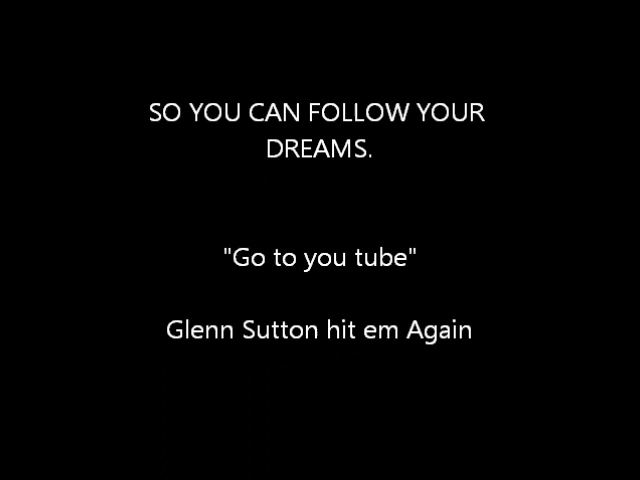 SO YOU CAN FOLLOW YOUR
DREAMS.
"Go to you tube"
Glenn Sutton hit em Again